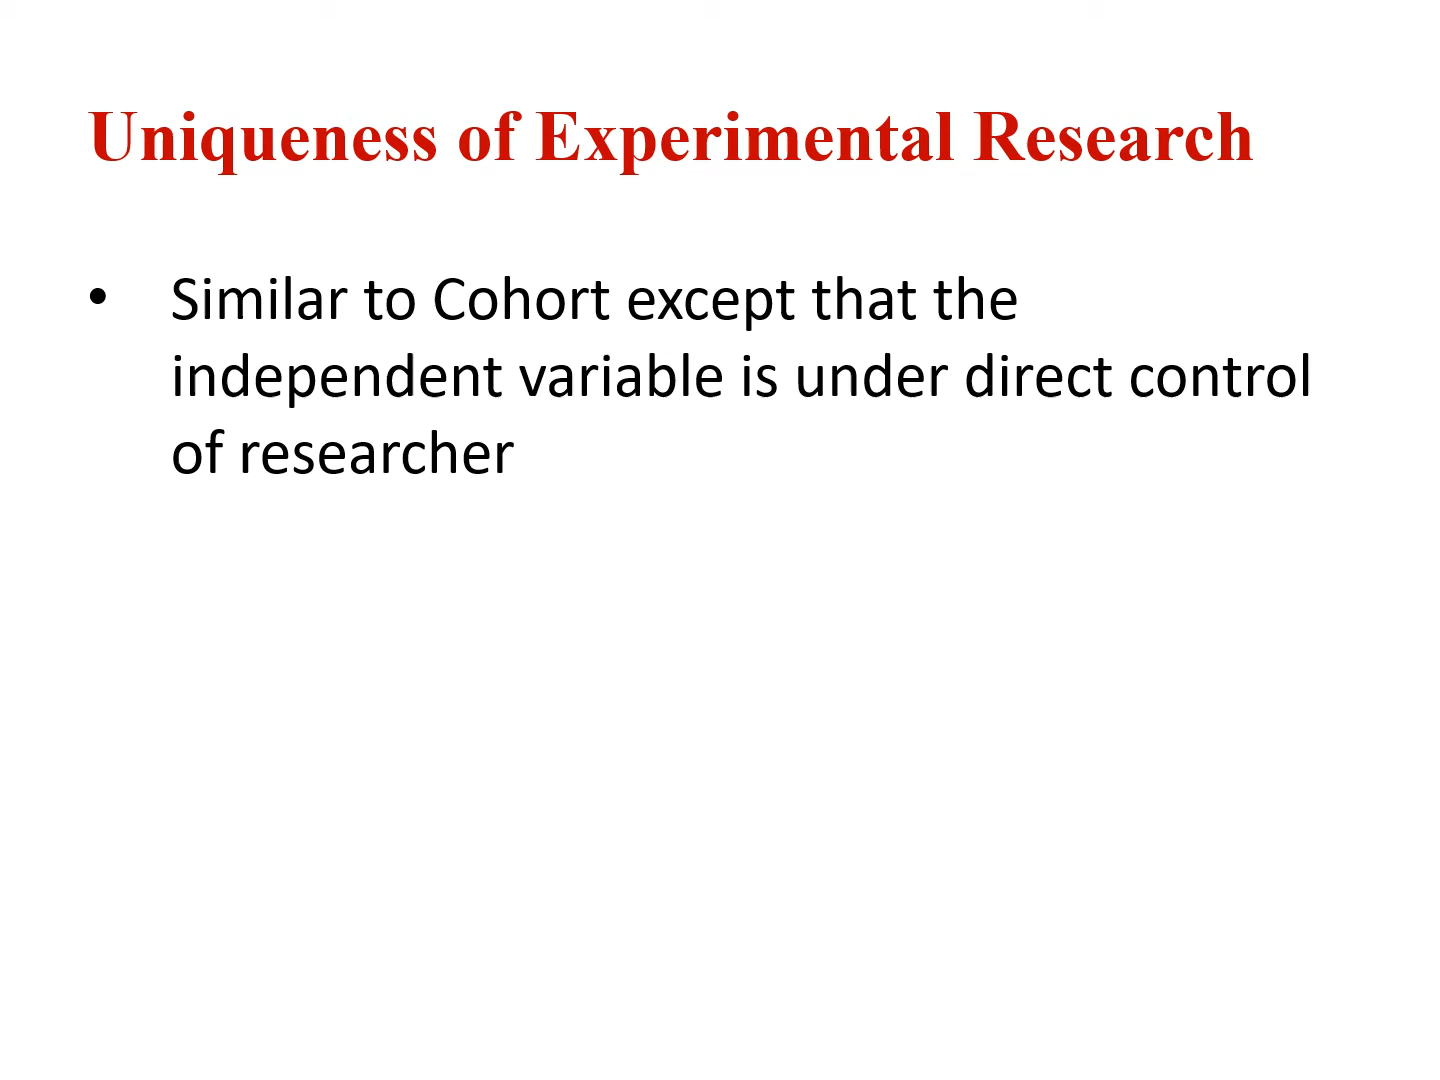 Uniqueness of Experimental Research
• Similar to Cohort except that the
independent variable is under direct control
of researcher